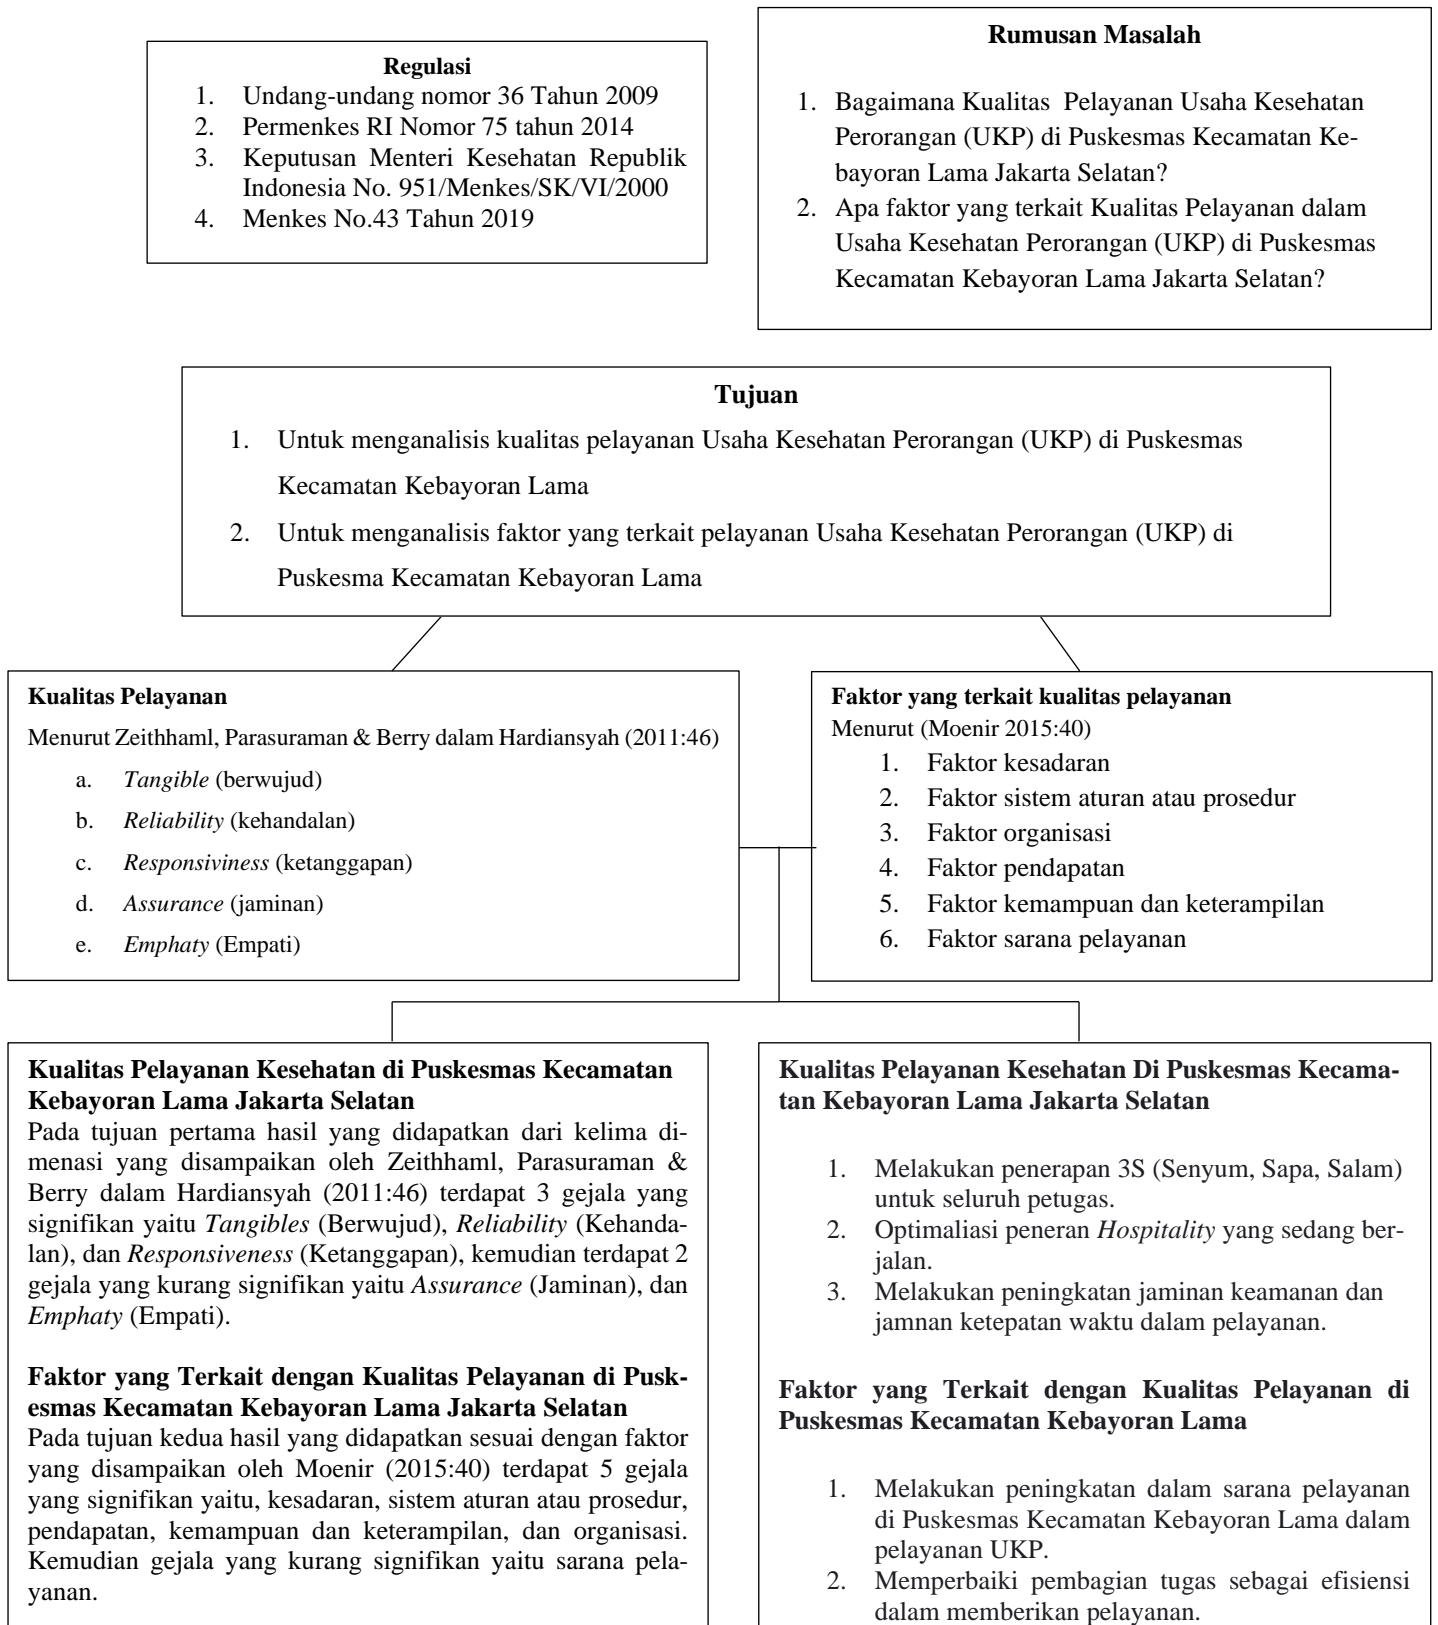 Regulasi
1. Undang-undang nomor 36 Tahun 2009
2. Permenkes RI Nomor 75 tahun 2014
3. Keputusan Menteri Kesehatan Republik
Indonesia No. 951/Menkes/SK/VI/2000
4. Menkes No.43 Tahun 2019
Rumusan Masalah
1. Bagaimana Kualitas Pelayanan Usaha Kesehatan
Perorangan (UKP) di Puskesmas Kecamatan Ke-
bayoran Lama Jakarta Selatan?
2. Apa faktor yang terkait Kualitas Pelayanan dalam
Usaha Kesehatan Perorangan (UKP) di Puskesmas
Kecamatan Kebayoran Lama Jakarta Selatan?
Tujuan
1. Untuk menganalisis kualitas pelayanan Usaha Kesehatan Perorangan (UKP) di Puskesmas
Kecamatan Kebayoran Lama
2. Untuk menganalisis faktor yang terkait pelayanan Usaha Kesehatan Perorangan (UKP) di
Puskesma Kecamatan Kebayoran Lama
Kualitas Pelayanan
Menurut Zeithhaml, Parasuraman & Berry dalam Hardiansyah (2011:46)
a. Tangible (berwujud)
b. Reliability (kehandalan)
c. Responsiviness (ketanggapan)
d. Assurance (jaminan)
e. Emphaty (Empati)
Faktor yang terkait kualitas pelayanan
Menurut (Moenir 2015:40)
1. Faktor kesadaran
2. Faktor sistem aturan atau prosedur
3. Faktor organisasi
4. Faktor pendapatan
5. Faktor kemampuan dan keterampilan
6. Faktor sarana pelayanan
Kualitas Pelayanan Kesehatan di Puskesmas Kecamatan
Kebayoran Lama Jakarta Selatan
Pada tujuan pertama hasil yang didapatkan dari kelima di-
menasi yang disampaikan oleh Zeithhaml, Parasuraman &
Berry dalam Hardiansyah (2011:46) terdapat 3 gejala yang
signifikan yaitu Tangibles (Berwujud), Reliability (Kehanda-
lan), dan Responsiveness (Ketanggapan), kemudian terdapat 2
gejala yang kurang signifikan yaitu Assurance (Jaminan), dan
Emphaty (Empati).
Faktor yang Terkait dengan Kualitas Pelayanan di Pusk-
esmas Kecamatan Kebayoran Lama Jakarta Selatan
Pada tujuan kedua hasil yang didapatkan sesuai dengan faktor
yang disampaikan oleh Moenir (2015:40) terdapat 5 gejala
yang signifikan yaitu, kesadaran, sistem aturan atau prosedur,
pendapatan, kemampuan dan keterampilan, dan organisasi.
Kemudian gejala yang kurang signifikan yaitu sarana pela-
yanan.
Kualitas Pelayanan Kesehatan Di Puskesmas Kecama-
tan Kebayoran Lama Jakarta Selatan
1. Melakukan penerapan 3S (Senyum, Sapa, Salam)
untuk seluruh petugas.
2. Optimaliasi peneran Hospitality yang sedang ber-
jalan.
3. Melakukan peningkatan jaminan keamanan dan
jamnan ketepatan waktu dalam pelayanan.
Faktor yang Terkait dengan Kualitas Pelayanan di
Puskesmas Kecamatan Kebayoran Lama
1. Melakukan peningkatan dalam sarana pelayanan
di Puskesmas Kecamatan Kebayoran Lama dalam
pelayanan UKP.
2. Memperbaiki pembagian tugas sebagai efisiensi
dalam memberikan pelayanan.